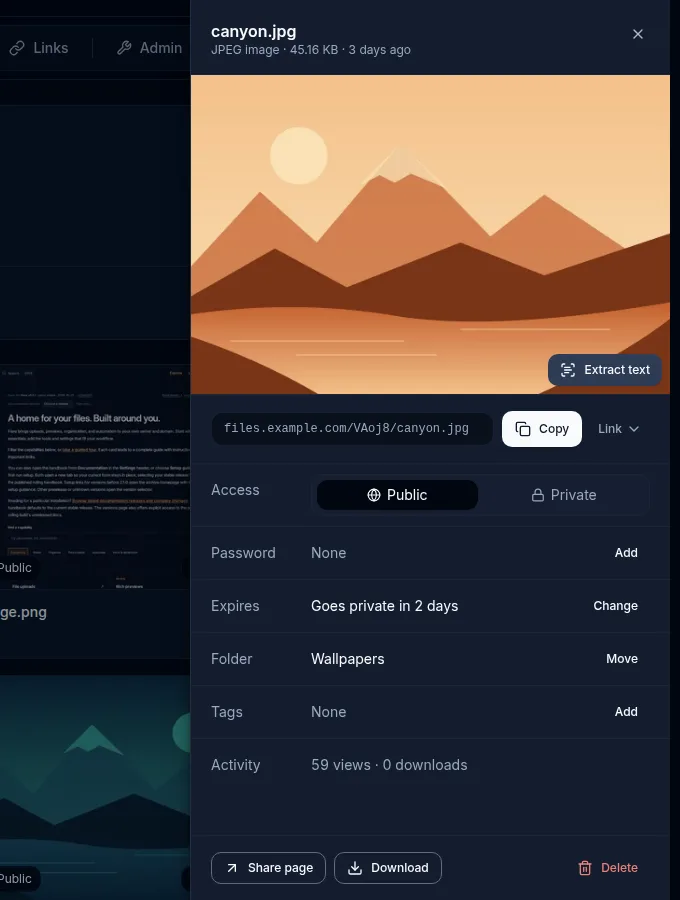 Links
Admin
canyon.jpg
JPEG image · 45.16 KB · 3 days ago
Extract text
files.example.com/VAoj8/canyon.jpg
Copy
Link
Access
Public
Private
Password
None
Add
Expires
Goes private in 2 days
Change
Folder
Wallpapers
Move
Tags
None
Add
Activity
59 views · 0 downloads
Share page
Download
Delete
A home for your files. Built around you.
Public
ge.png
Public